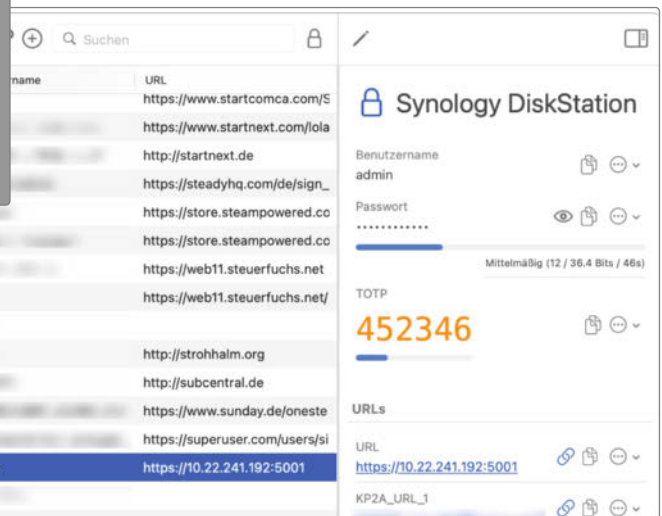 Suchen
name URL
https://www.startcomca.com/S
https://www.startnext.com/lola
http://startnext.de
https://steadyhq.com/de/sign_
https://store.steampowered.co
https://store.steampowered.co
https://web11.steuerfuchs.net
https://web11.steuerfuchs.net/
http://strohhalm.org
http://subcentral.de
https://www.sunday.de/oneste
https://superuser.com/users/si
https://10.22.241.192:5001
Synology DiskStation
Benutzername
admin
Passwort
············
Mittelmäßig (12 / 36.4 Bits / 46s)
TOTP
452346
URLs
URL
https://10.22.241.192:5001
KP2A_URL_1